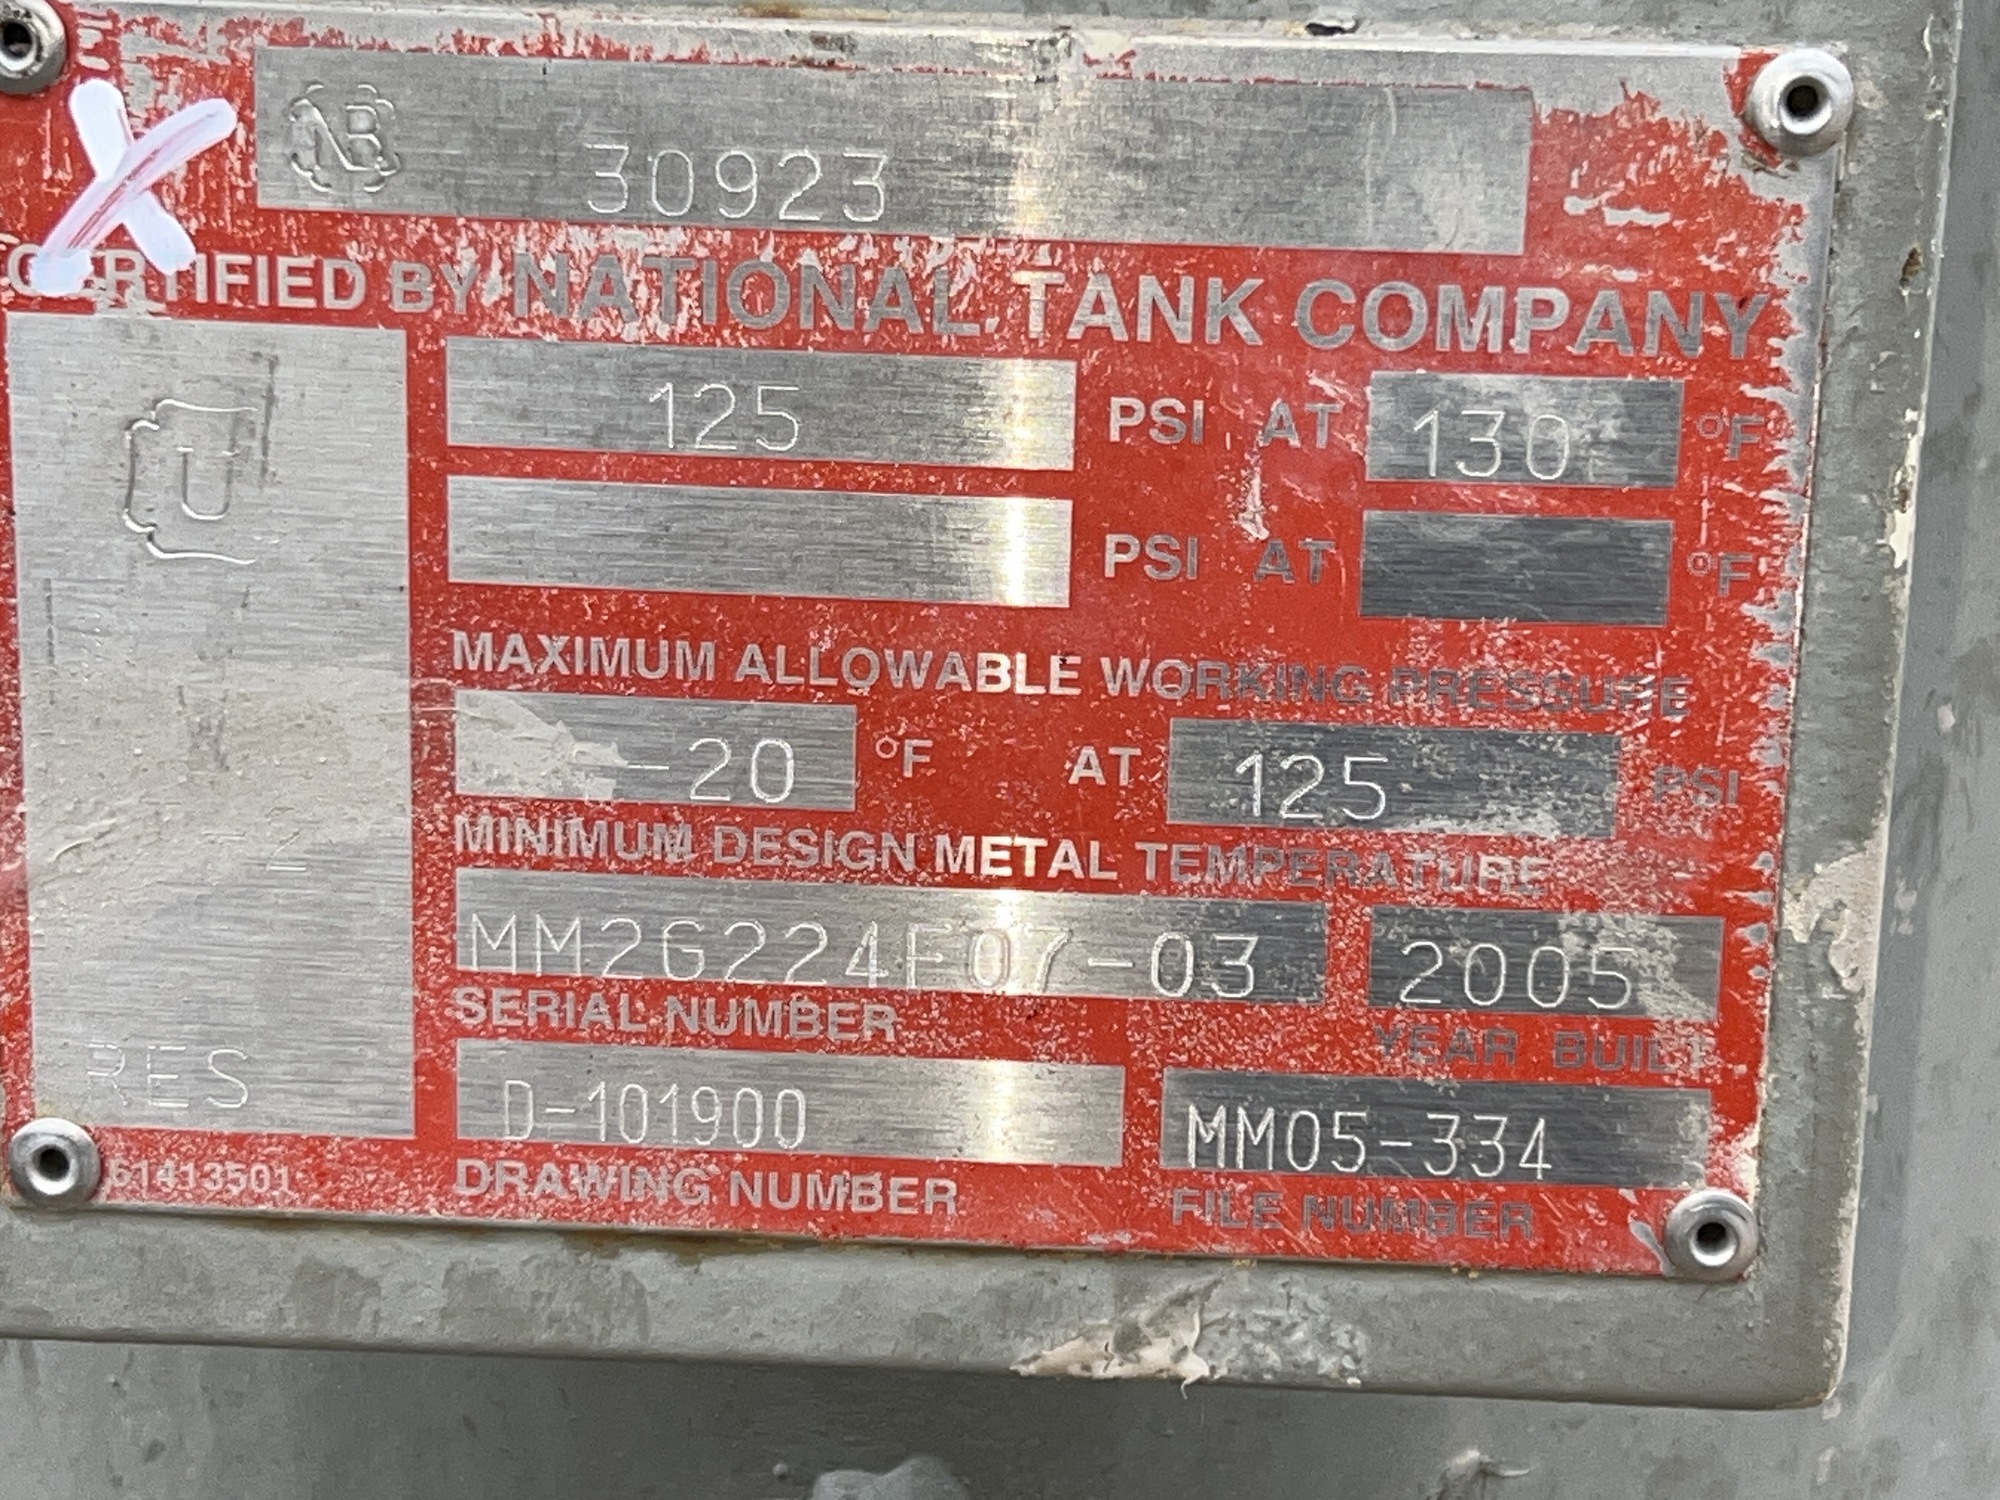 NB 30923
CERTIFIED BY NATIONAL TANK COMPANY
U
125 PSI AT 130 °F
PSI AT °F
MAXIMUM ALLOWABLE WORKING PRESSURE
-20 °F AT 125 PSI
MINIMUM DESIGN METAL TEMPERATURE
MM2G224F07-03 2005
SERIAL NUMBER YEAR BUILT
RES
D-101900 MM05-334
61413501 DRAWING NUMBER FILE NUMBER